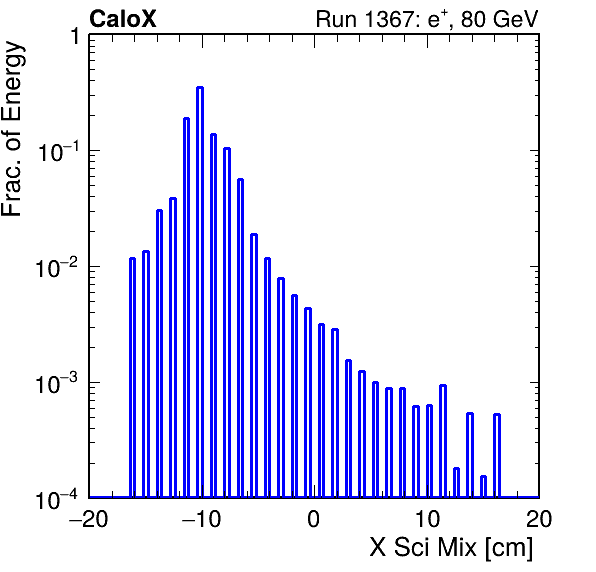 CaloX Run 1367: e⁺, 80 GeV
Frac. of Energy
1
10⁻¹
10⁻²
10⁻³
10⁻⁴
−20 −10 0 10 20
X Sci Mix [cm]